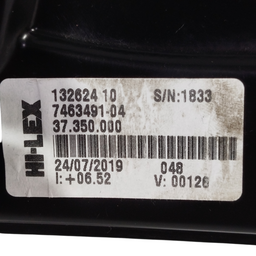 HI-LEX
132624 10 S/N:1833
7463491-04
37.350.000
24/07/2019 048
I:+06.52 V: 00126